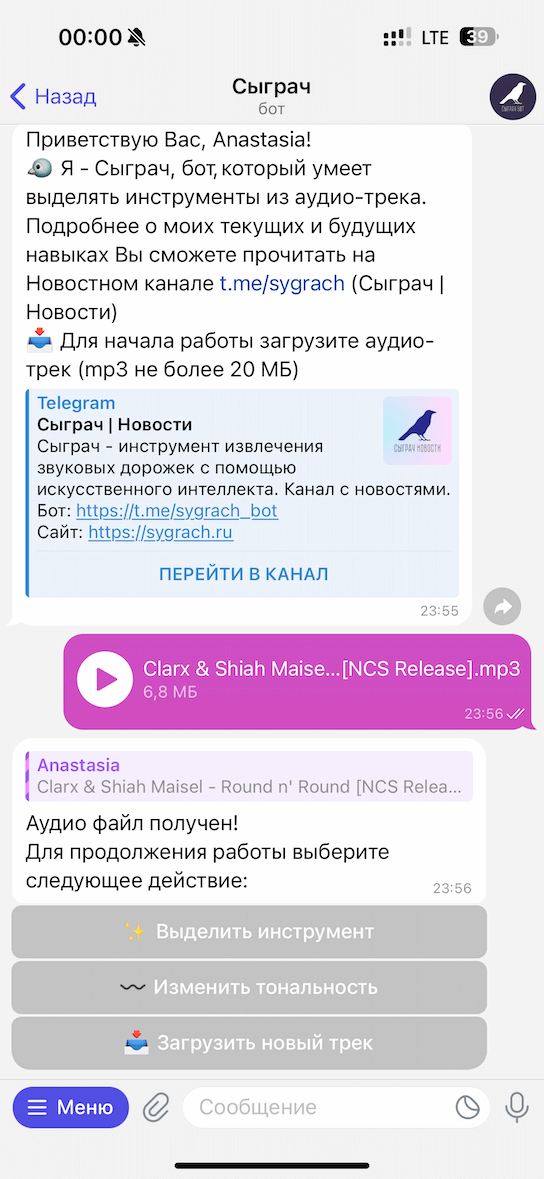 00:00
LTE 39
Назад
Сыграч
бот
СЫГРАЧ БОТ
Приветствую Вас, Anastasia!
Я - Сыграч, бот, который умеет
выделять инструменты из аудио-трека.
Подробнее о моих текущих и будущих
навыках Вы сможете прочитать на
Новостном канале t.me/sygrach (Сыграч |
Новости)
Для начала работы загрузите аудио-
трек (mp3 не более 20 МБ)
Telegram
Сыграч | Новости
Сыграч - инструмент извлечения
звуковых дорожек с помощью
искусственного интеллекта. Канал с новостями.
Бот: https://t.me/sygrach_bot
Сайт: https://sygrach.ru
СЫГРАЧ НОВОСТИ
ПЕРЕЙТИ В КАНАЛ
23:55
Clarx & Shiah Maise...[NCS Release].mp3
6,8 МБ
23:56
Anastasia
Clarx & Shiah Maisel - Round n' Round [NCS Relea...
Аудио файл получен!
Для продолжения работы выберите
следующее действие:
23:56
Выделить инструмент
Изменить тональность
Загрузить новый трек
Меню
Сообщение